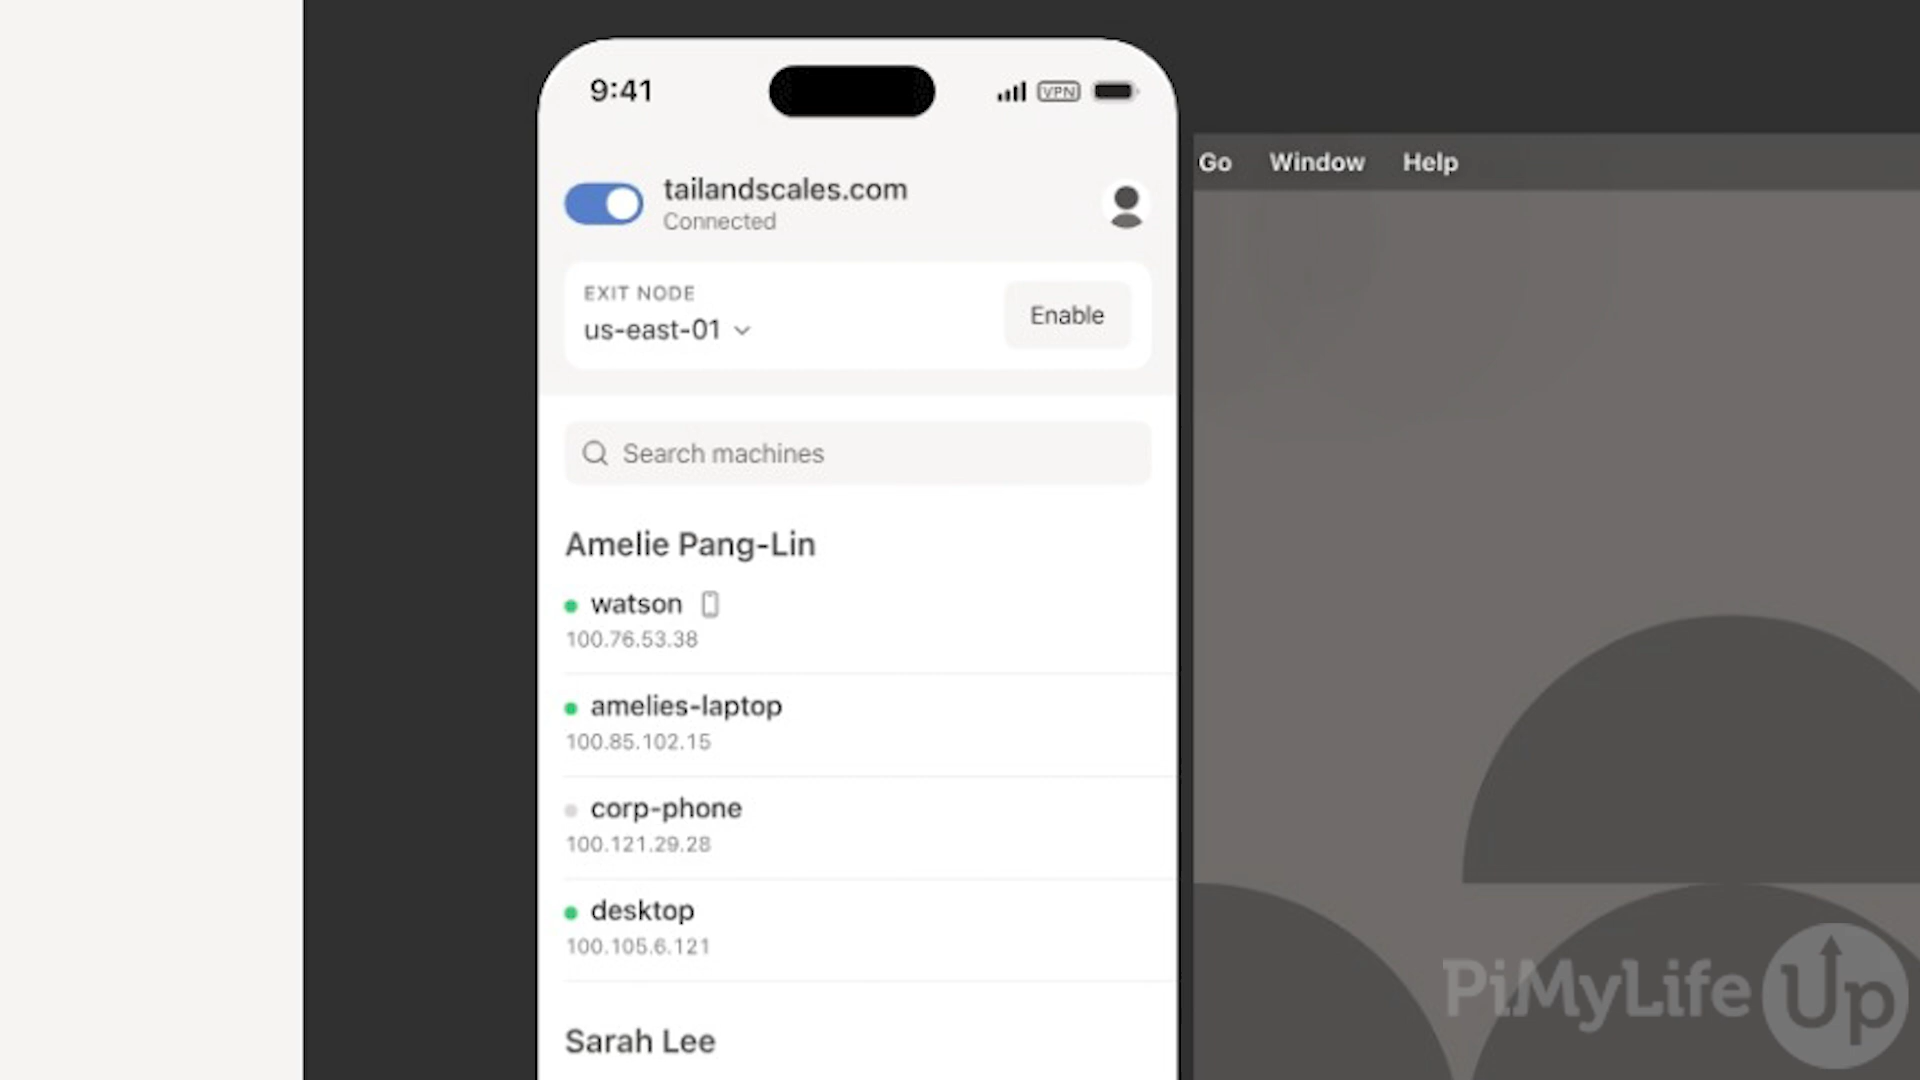 9:41
VPN
tailandscales.com
Connected
EXIT NODE
us-east-01
Enable
Search machines
Amelie Pang-Lin
watson
100.76.53.38
amelies-laptop
100.85.102.15
corp-phone
100.121.29.28
desktop
100.105.6.121
Sarah Lee
Go Window Help
PiMyLifeUp